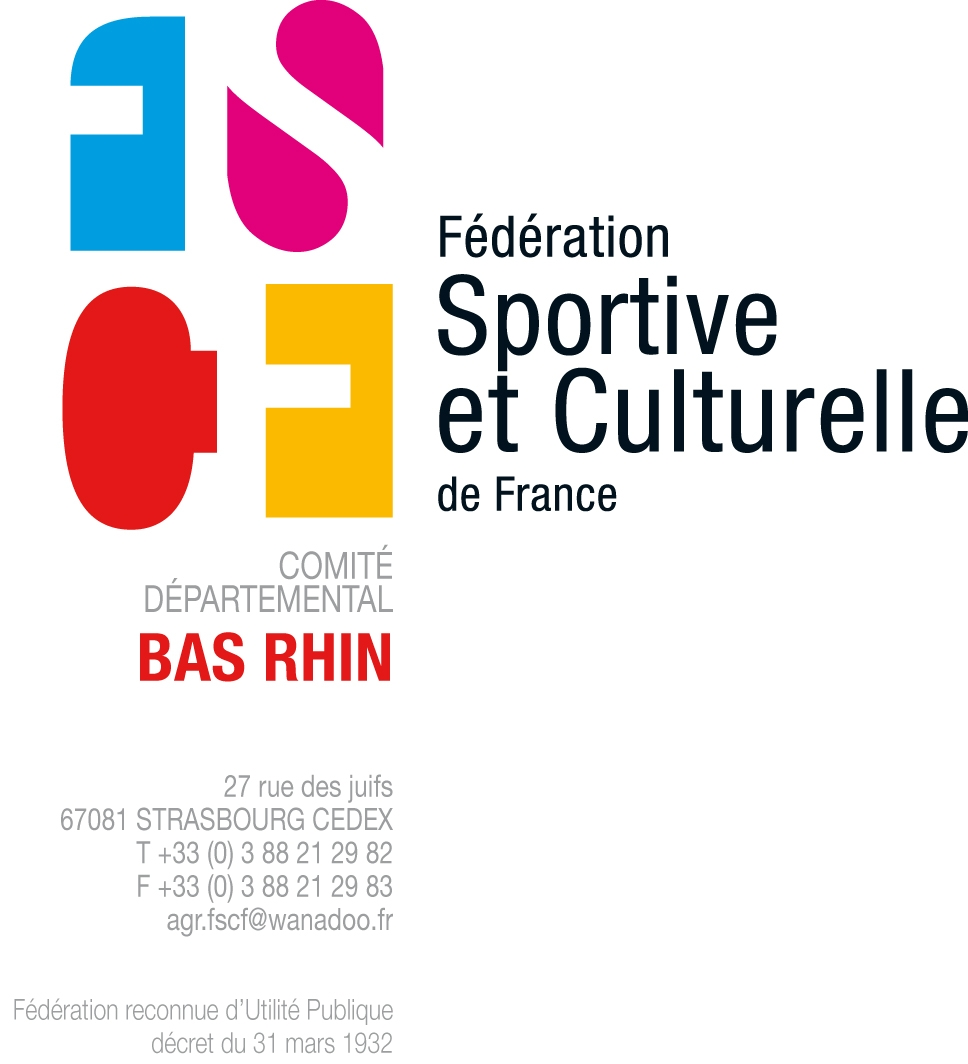 FS
CF
Fédération
Sportive
et Culturelle
de France
COMITÉ
DÉPARTEMENTAL
BAS RHIN
27 rue des juifs
67081 STRASBOURG CEDEX
T +33 (0) 3 88 21 29 82
F +33 (0) 3 88 21 29 83
agr.fscf@wanadoo.fr
Fédération reconnue d’Utilité Publique
décret du 31 mars 1932